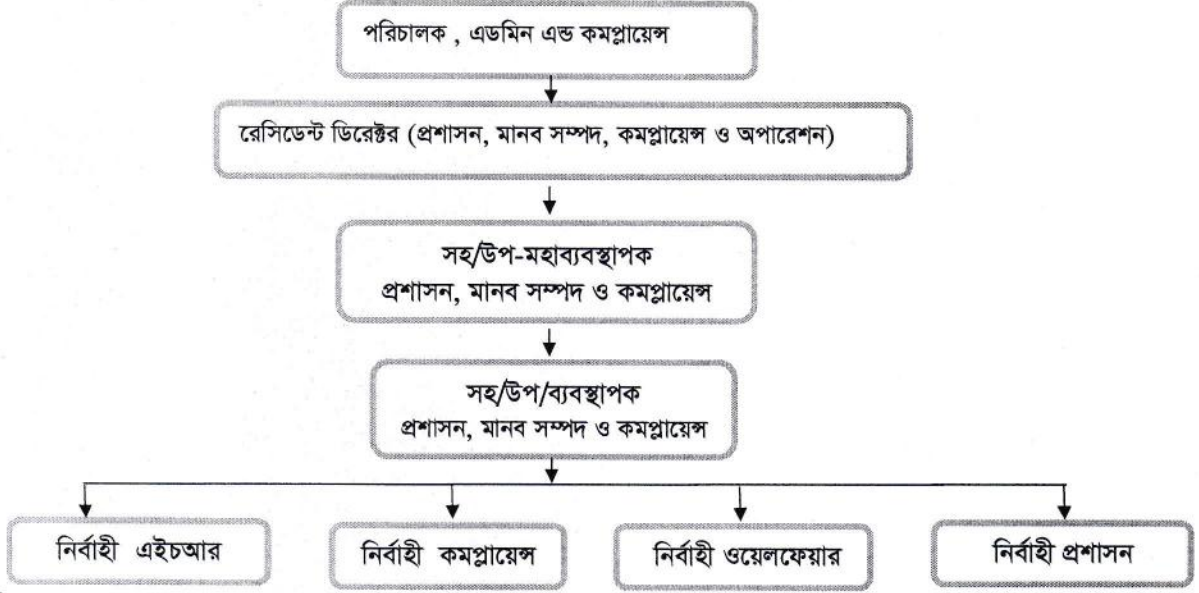 পরিচালক , এডমিন এন্ড কমপ্লায়েন্স
রেসিডেন্ট ডিরেক্টর (প্রশাসন, মানব সম্পদ, কমপ্লায়েন্স ও অপারেশন)
সহ/উপ-মহাব্যবস্থাপক
প্রশাসন, মানব সম্পদ ও কমপ্লায়েন্স
সহ/উপ/ব্যবস্থাপক
প্রশাসন, মানব সম্পদ ও কমপ্লায়েন্স
নির্বাহী এইচআর
নির্বাহী কমপ্লায়েন্স
নির্বাহী ওয়েলফেয়ার
নির্বাহী প্রশাসন